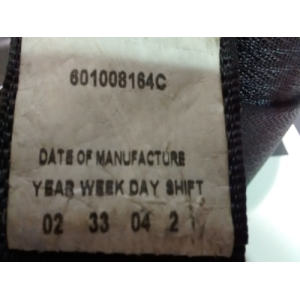 601008164C
DATE OF MANUFACTURE
YEAR WEEK DAY SHIFT
02 33 04 2